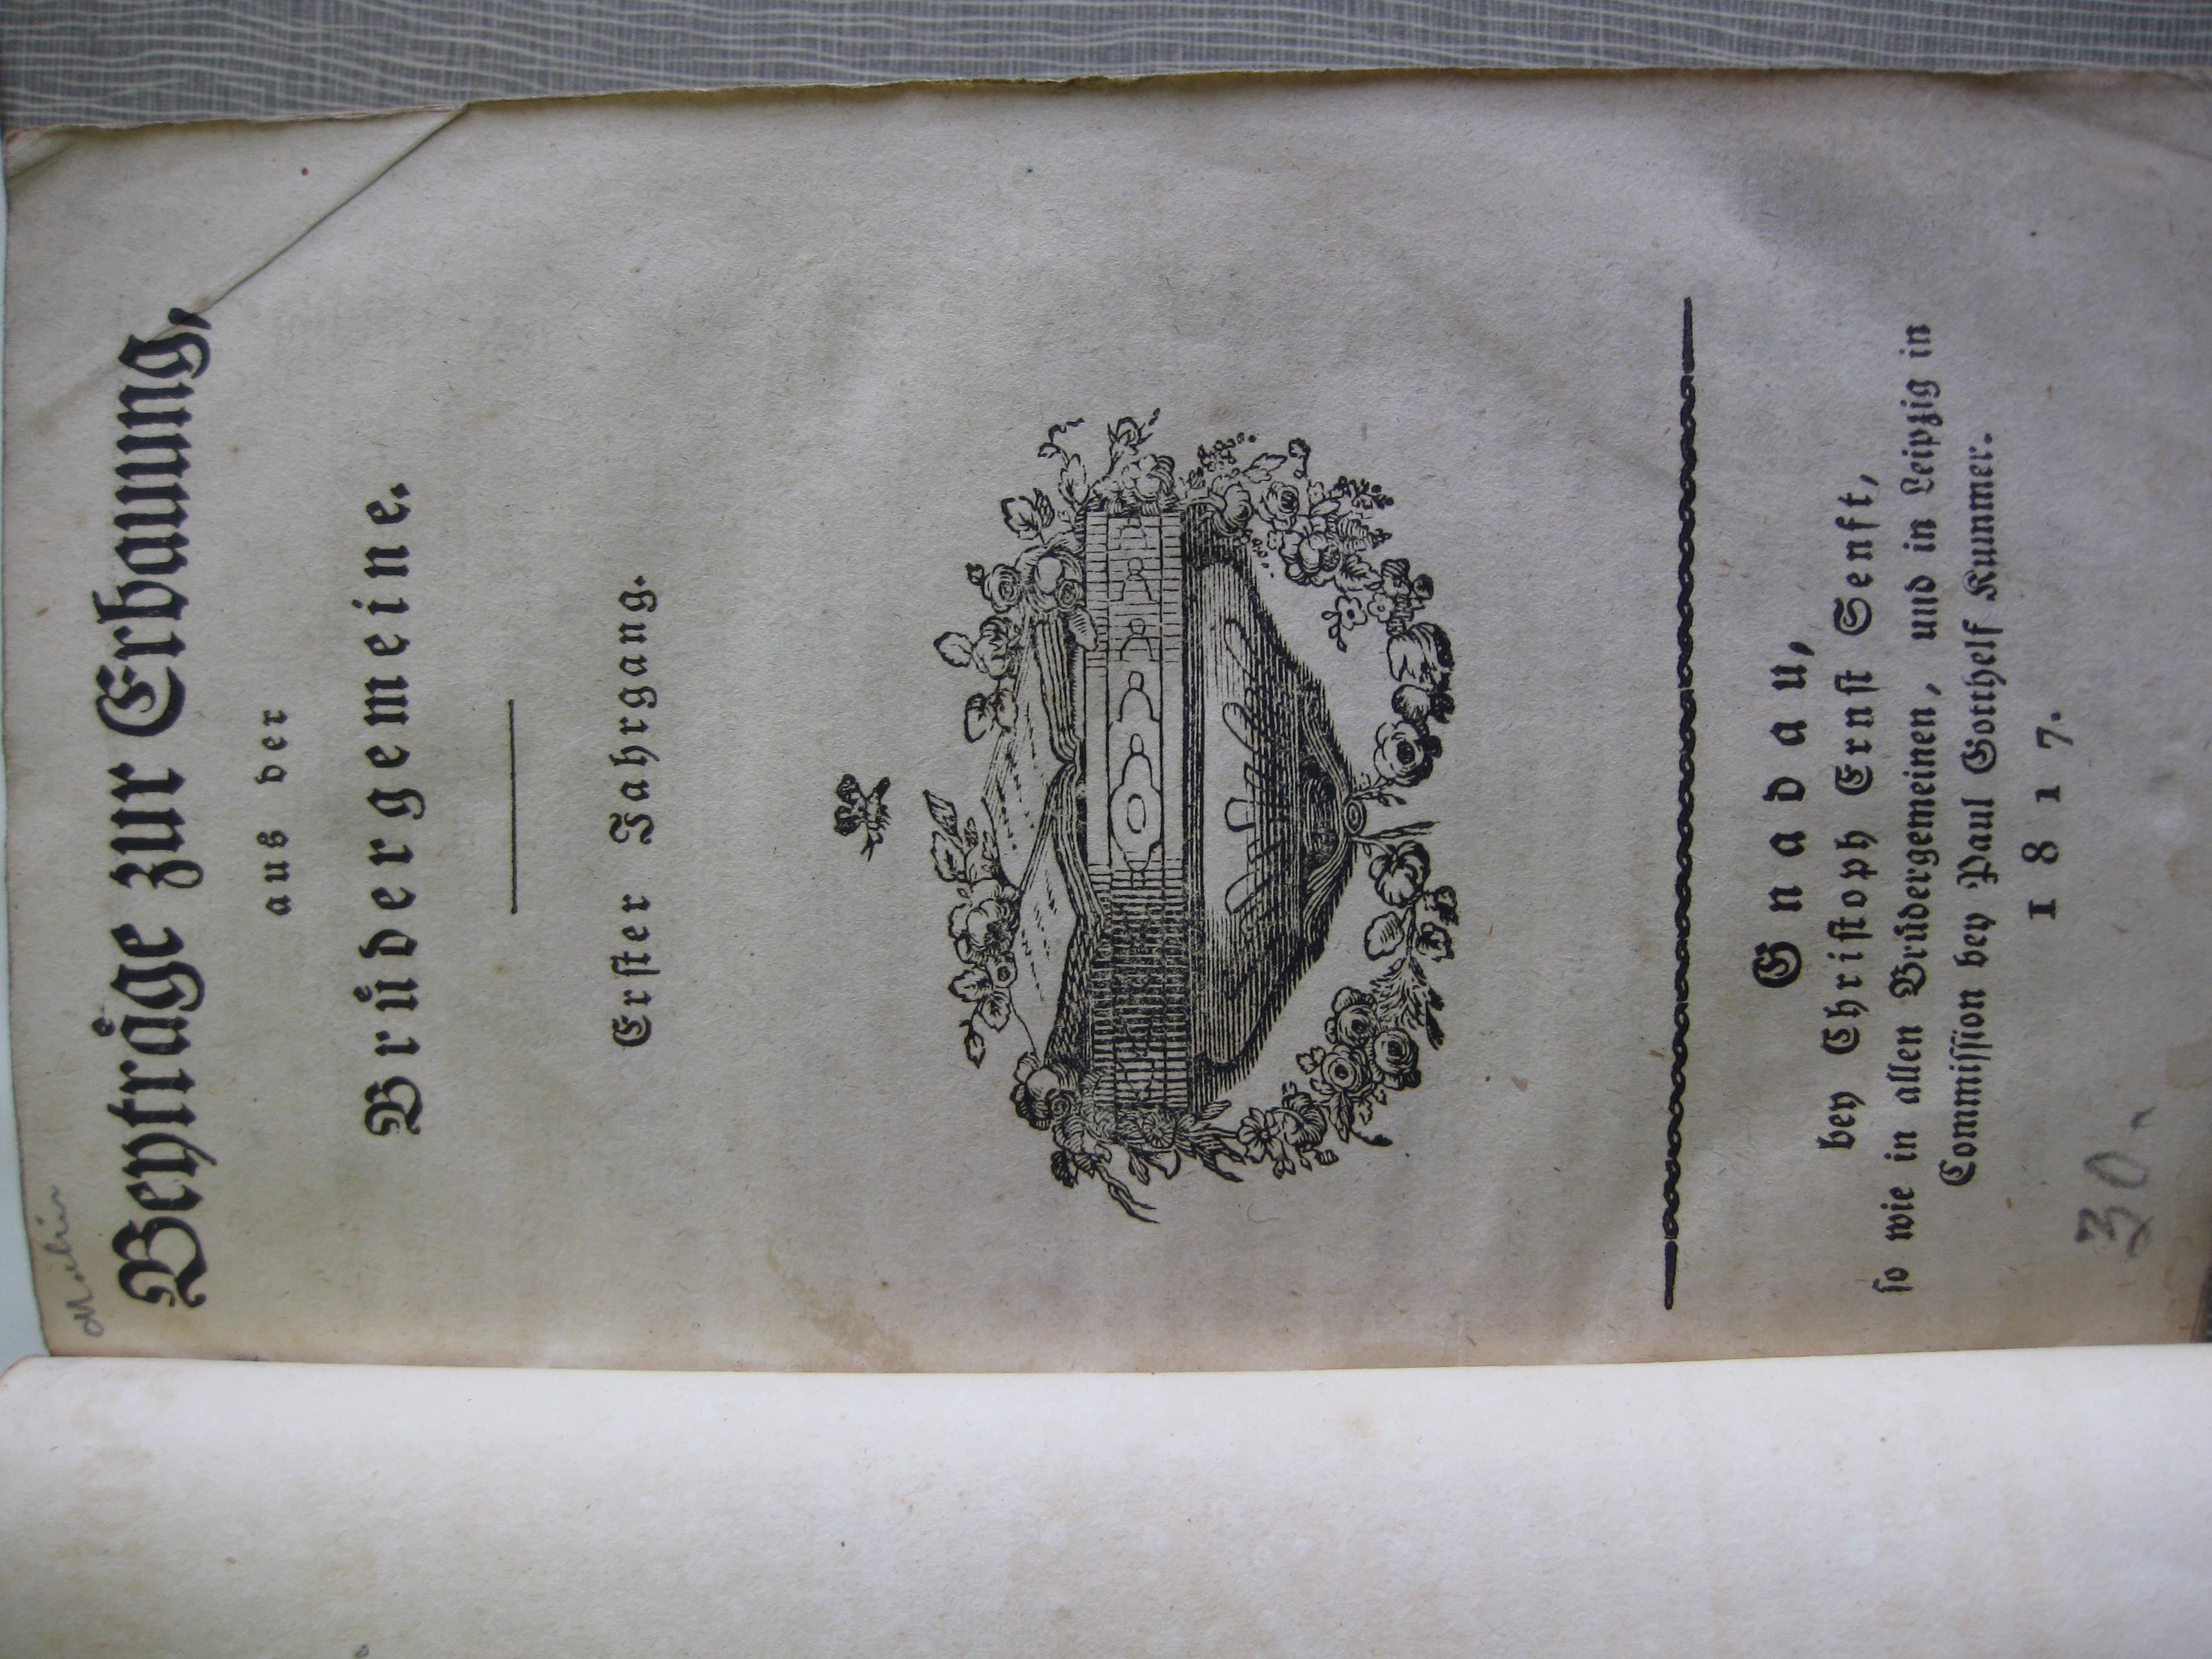 Beyträge zur Erbauung,
aus der
Brüdergemeine.
Erster Jahrgang.
Gnadau,
bey Christoph Ernst Senft,
so wie in allen Brüdergemeinen, und in Leipzig in
Commission bey Paul Gotthelf Kummer.
1817.
30.